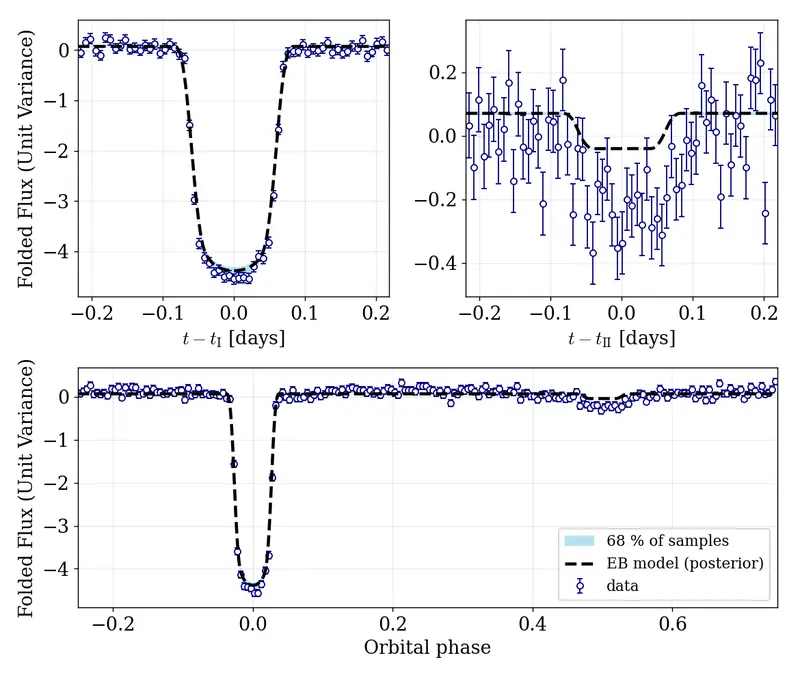 Folded Flux (Unit Variance)
0
−1
−2
−3
−4
−0.2 −0.1 0.0 0.1 0.2
t − t_I [days]
0.2
0.0
−0.2
−0.4
−0.2 −0.1 0.0 0.1 0.2
t − t_II [days]
Folded Flux (Unit Variance)
0
−1
−2
−3
−4
68 % of samples
EB model (posterior)
data
−0.2 0.0 0.2 0.4 0.6
Orbital phase